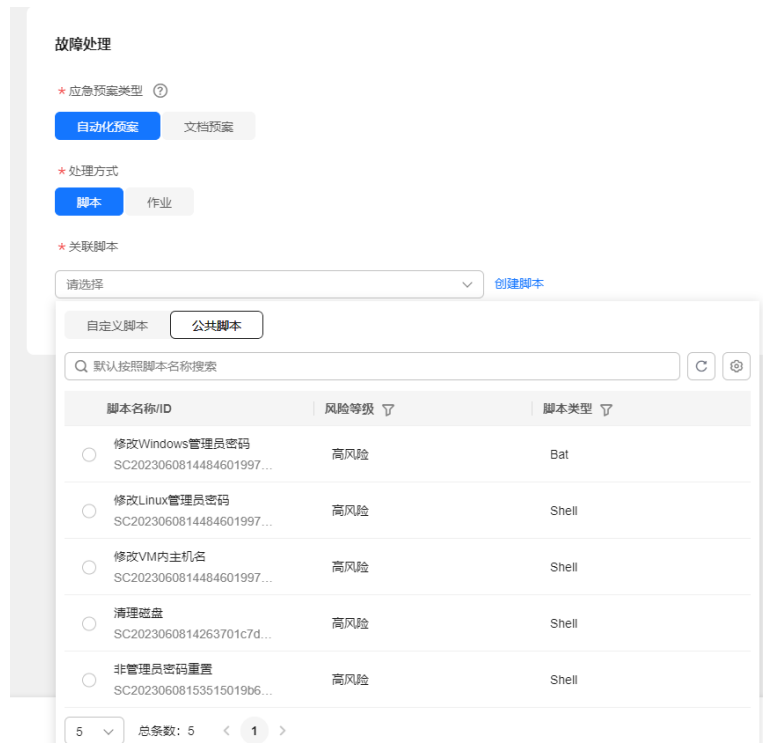 故障处理
* 应急预案类型 ?
自动化预案 文档预案
* 处理方式
脚本 作业
* 关联脚本
请选择 创建脚本
自定义脚本 公共脚本
默认按照脚本名称搜索
脚本名称/ID 风险等级 脚本类型
修改Windows管理员密码
SC2023060814484601997...
高风险 Bat
修改Linux管理员密码
SC2023060814484601997...
高风险 Shell
修改VM内主机名
SC2023060814484601997...
高风险 Shell
清理磁盘
SC2023060814263701c7d...
高风险 Shell
非管理员密码重置
SC20230608153515019b6...
高风险 Shell
5 总条数: 5 < 1 >